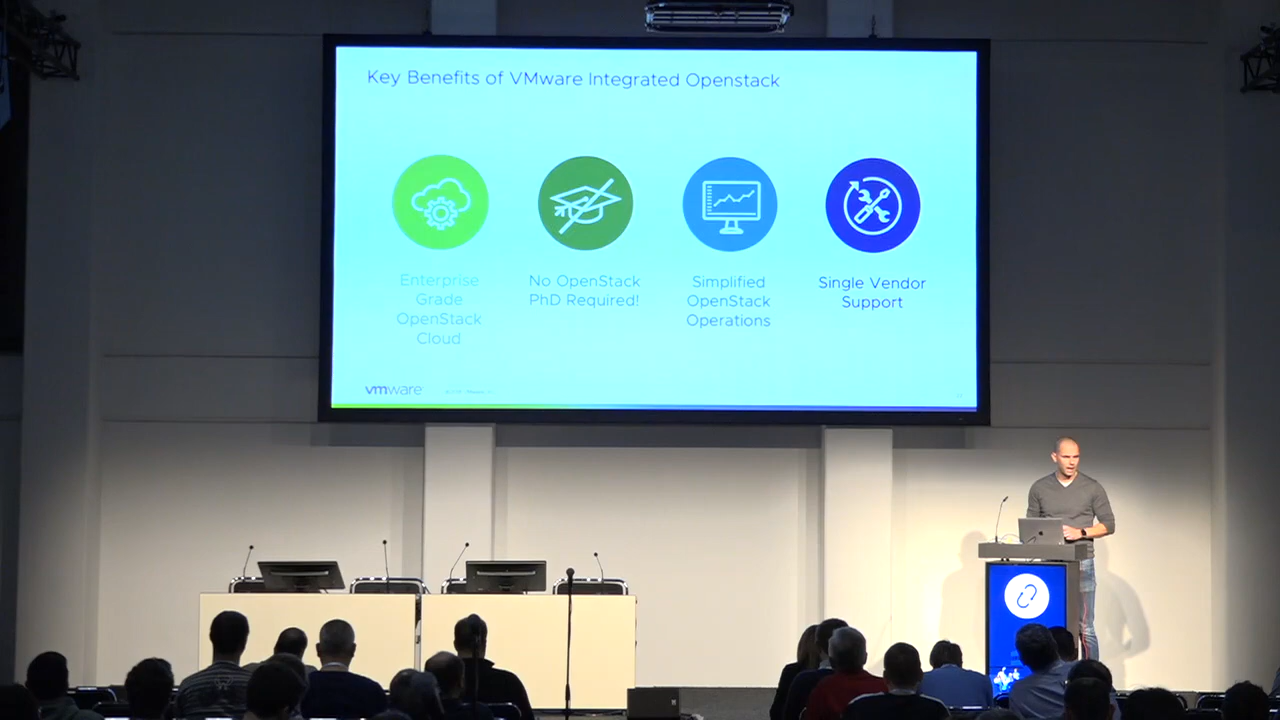 Key Benefits of VMware Integrated Openstack
Enterprise
Grade
OpenStack
Cloud
No OpenStack
PhD Required!
Simplified
OpenStack
Operations
Single Vendor
Support
vmware